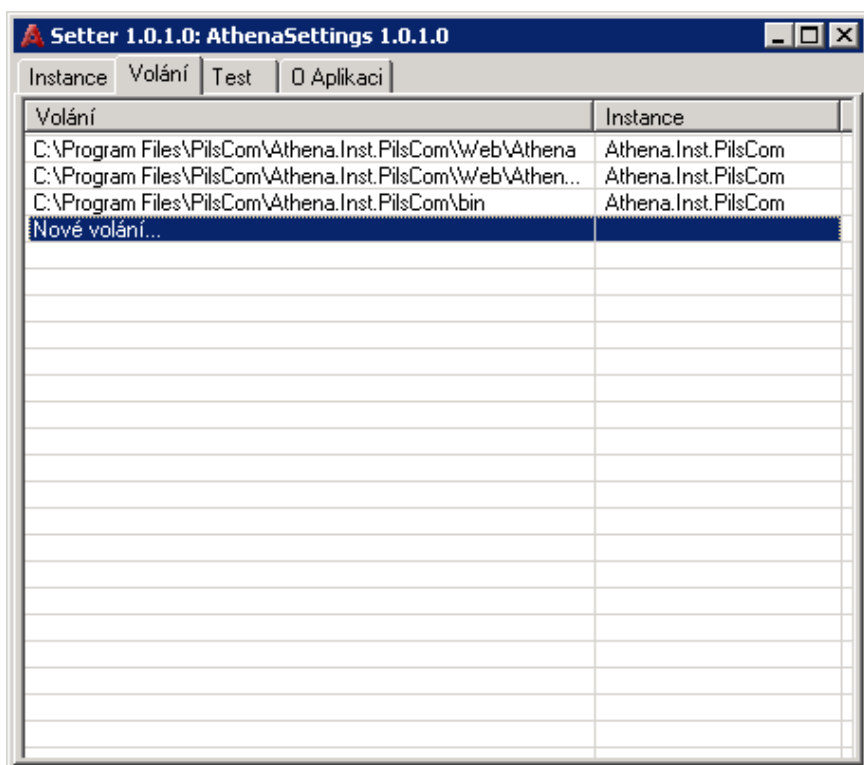 Setter 1.0.1.0: AthenaSettings 1.0.1.0
Instance Volání Test O Aplikaci
Volání Instance
C:\Program Files\PilsCom\Athena.Inst.PilsCom\Web\Athena Athena.Inst.PilsCom
C:\Program Files\PilsCom\Athena.Inst.PilsCom\Web\Athen... Athena.Inst.PilsCom
C:\Program Files\PilsCom\Athena.Inst.PilsCom\bin Athena.Inst.PilsCom
Nové volání...